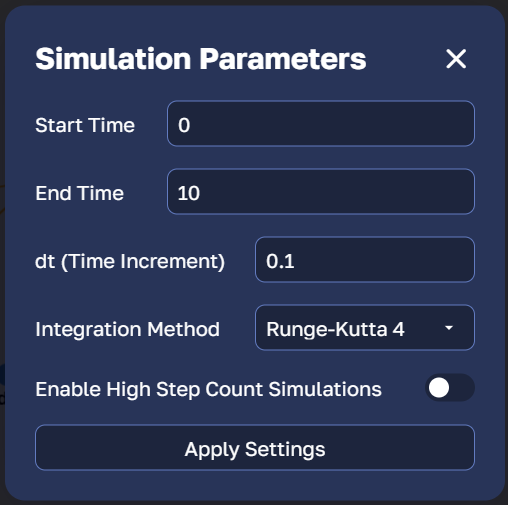 Simulation Parameters
Start Time 0
End Time 10
dt (Time Increment) 0.1
Integration Method Runge-Kutta 4
Enable High Step Count Simulations
Apply Settings